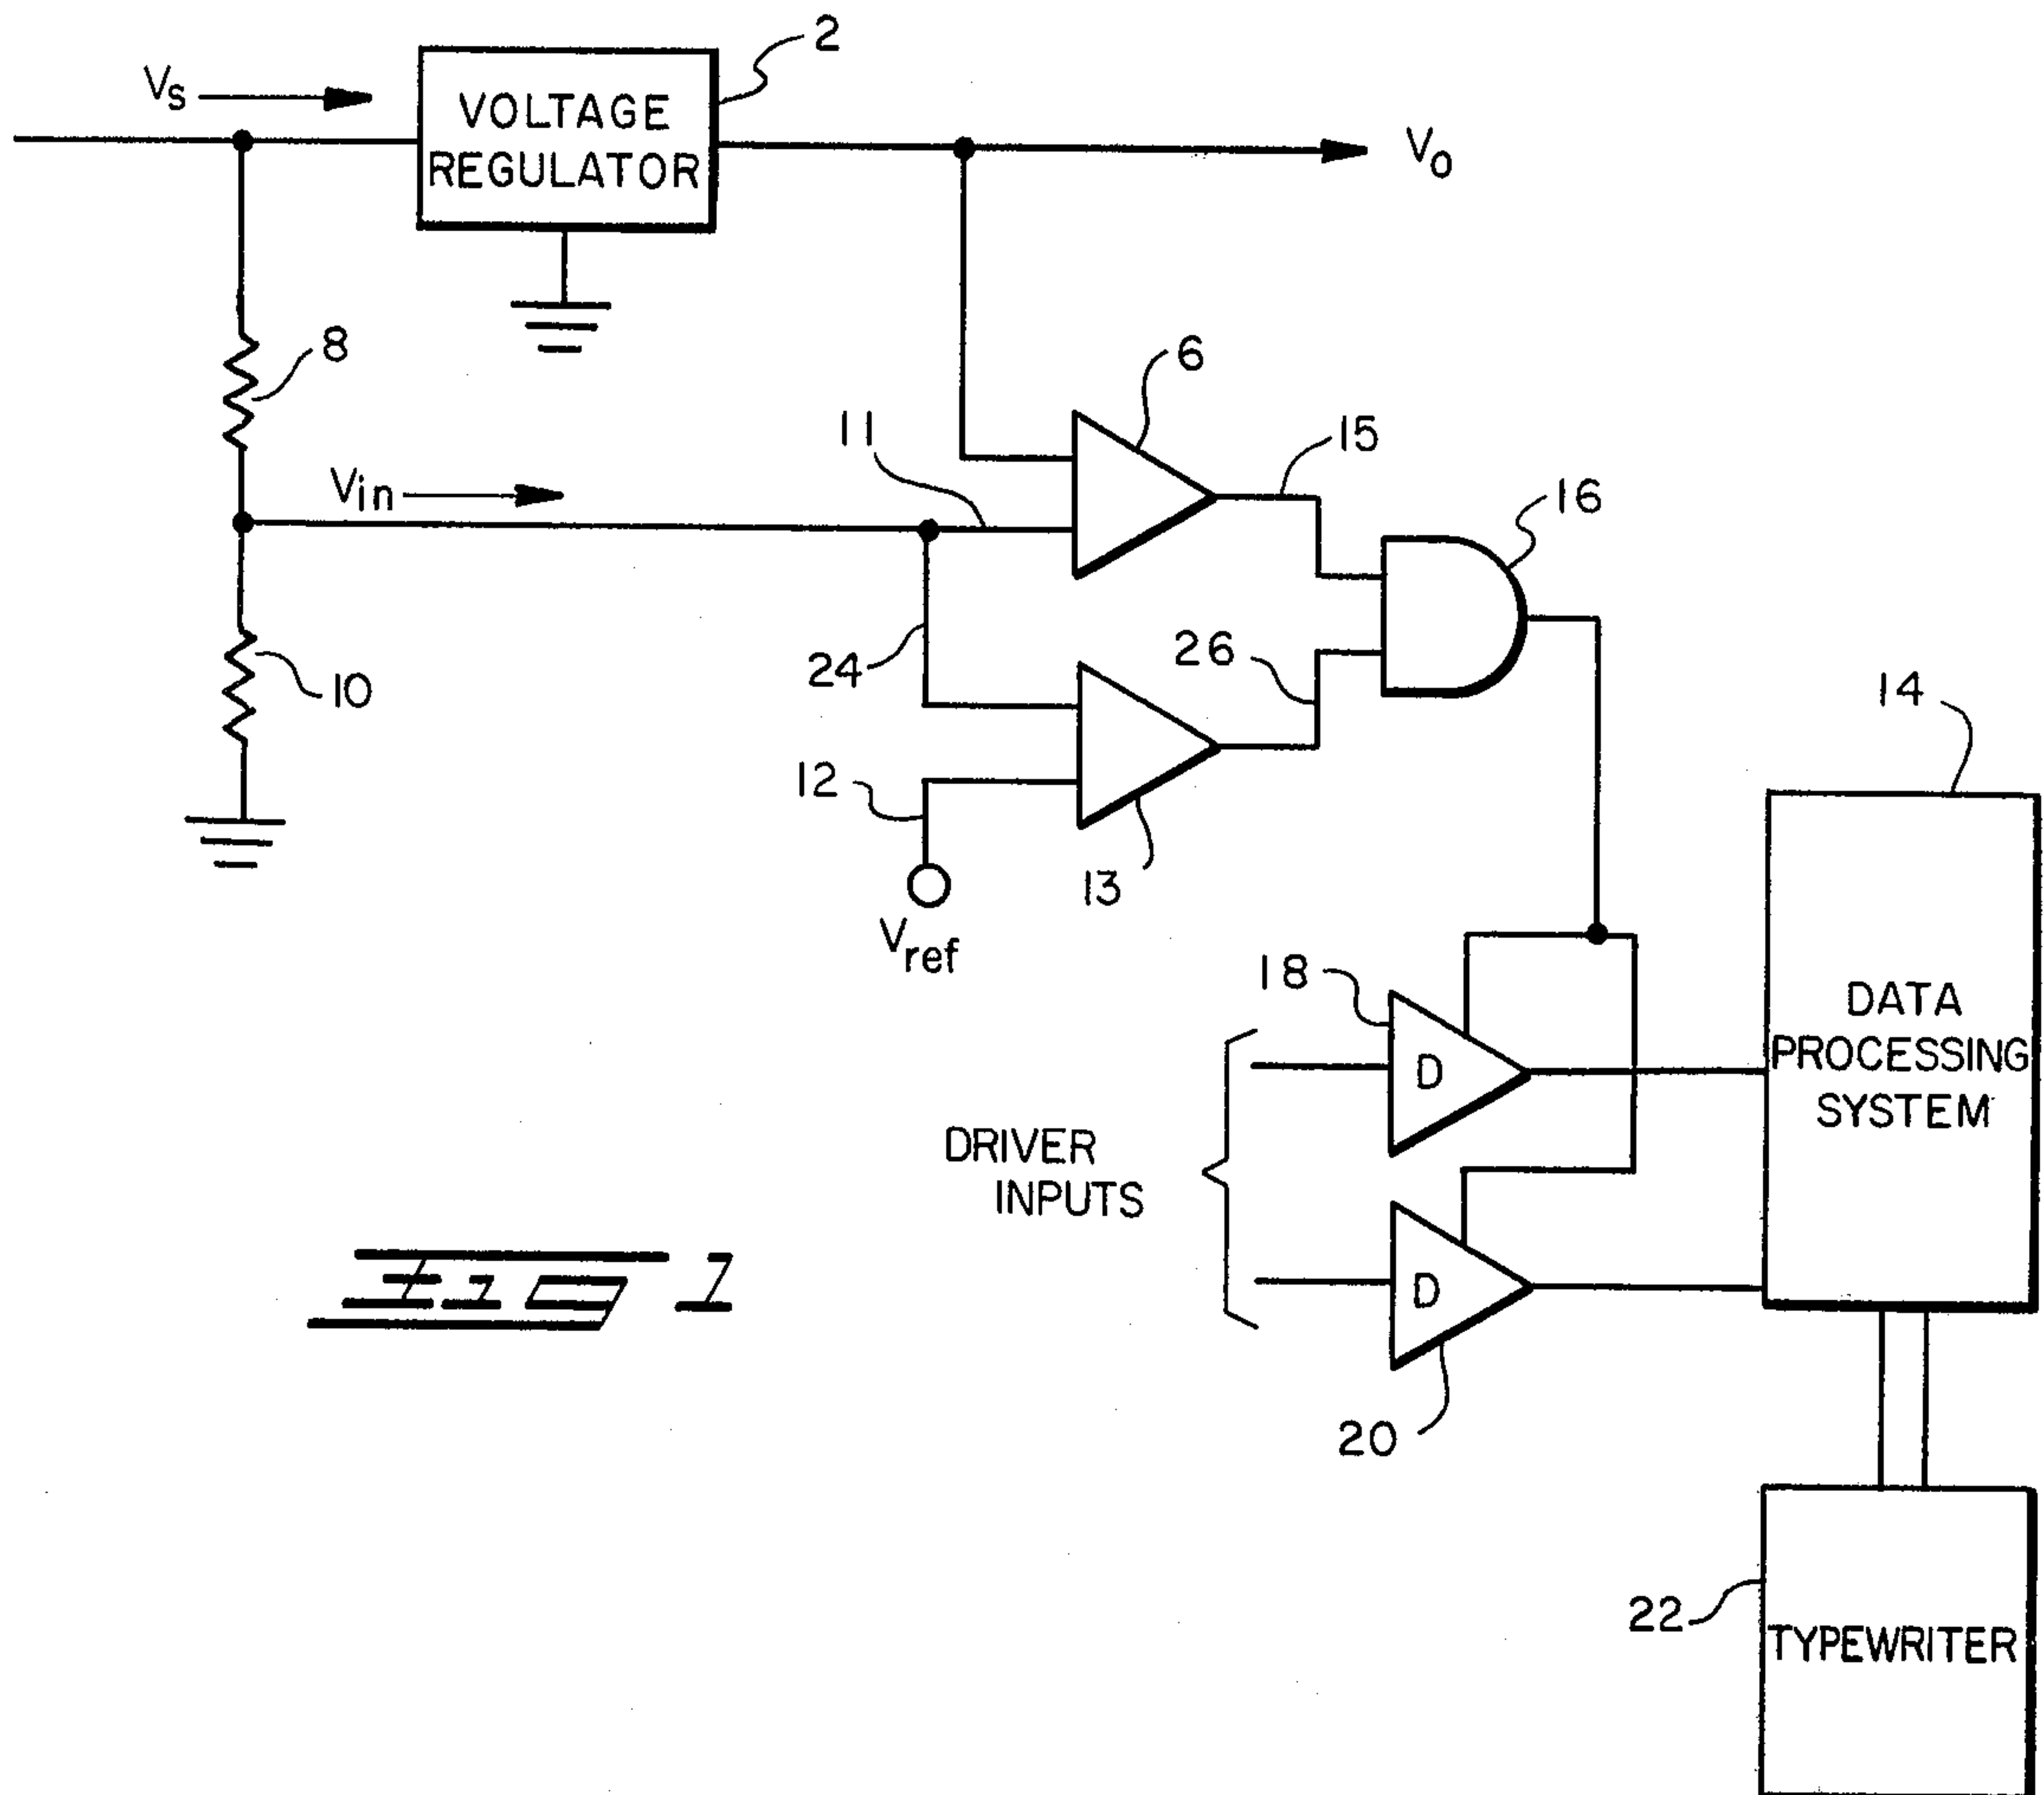 2
Vs
VOLTAGE
REGULATOR
Vo
8
6
11
15
Vin
16
24
26
10
14
12
13
Vref
18
D
DATA
PROCESSING
SYSTEM
DRIVER
INPUTS
D
FIG 1
20
22
TYPEWRITER